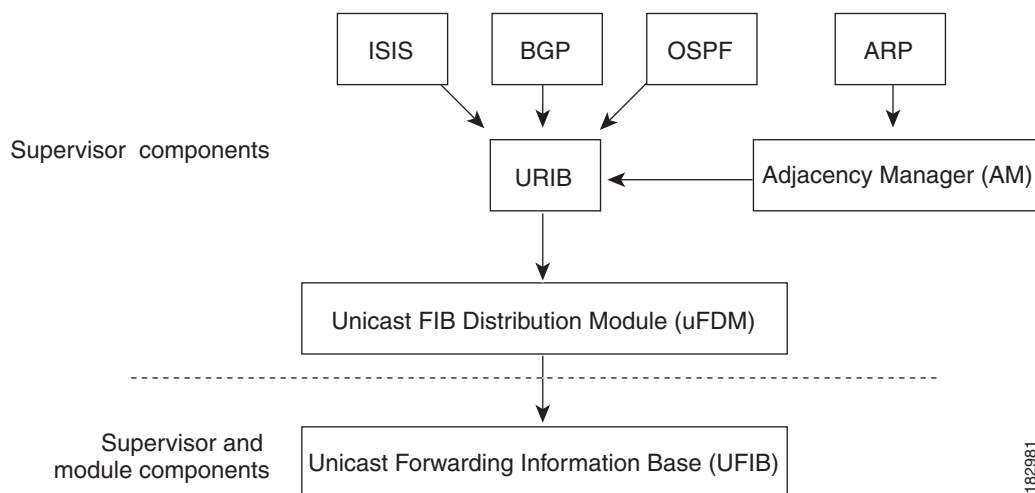 ISIS
BGP
OSPF
ARP
Supervisor components
URIB
Adjacency Manager (AM)
Unicast FIB Distribution Module (uFDM)
Supervisor and
module components
Unicast Forwarding Information Base (UFIB)
182981